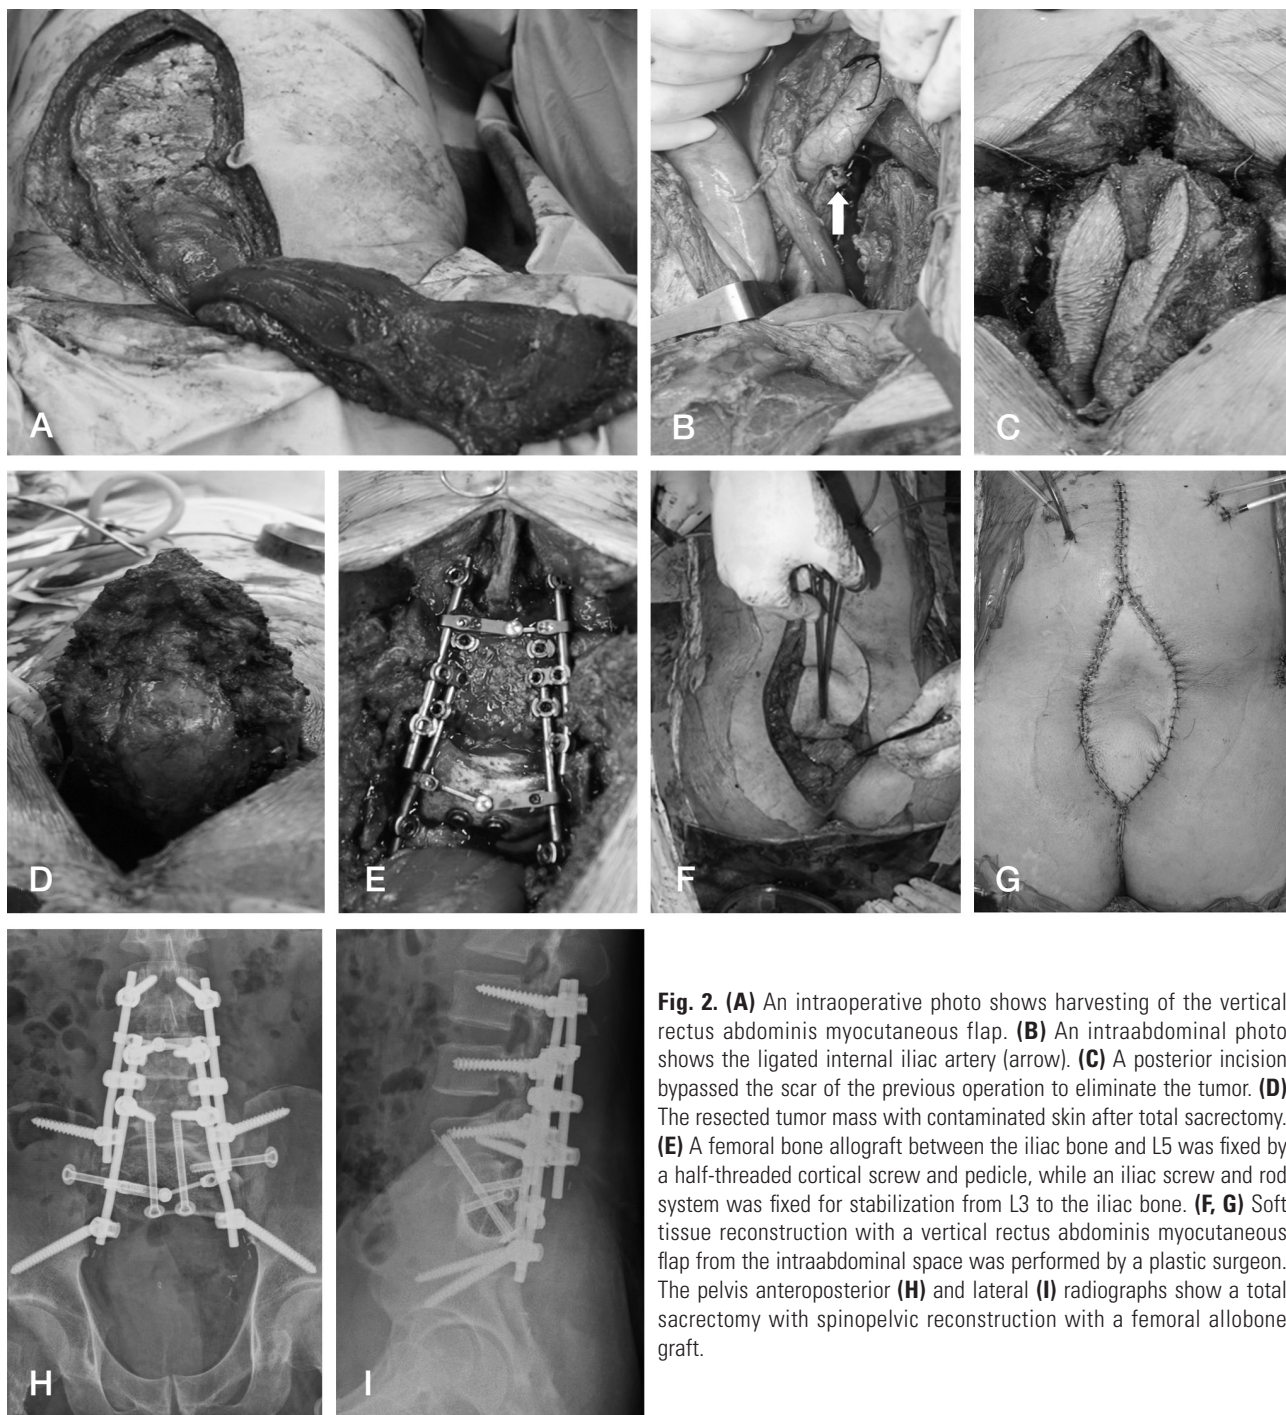 A
B
C
D
E
F
G
H
I
Fig. 2. (A) An intraoperative photo shows harvesting of the vertical
rectus abdominis myocutaneous flap. (B) An intraabdominal photo
shows the ligated internal iliac artery (arrow). (C) A posterior incision
bypassed the scar of the previous operation to eliminate the tumor. (D)
The resected tumor mass with contaminated skin after total sacrectomy.
(E) A femoral bone allograft between the iliac bone and L5 was fixed by
a half-threaded cortical screw and pedicle, while an iliac screw and rod
system was fixed for stabilization from L3 to the iliac bone. (F, G) Soft
tissue reconstruction with a vertical rectus abdominis myocutaneous
flap from the intraabdominal space was performed by a plastic surgeon.
The pelvis anteroposterior (H) and lateral (I) radiographs show a total
sacrectomy with spinopelvic reconstruction with a femoral allobone
graft.